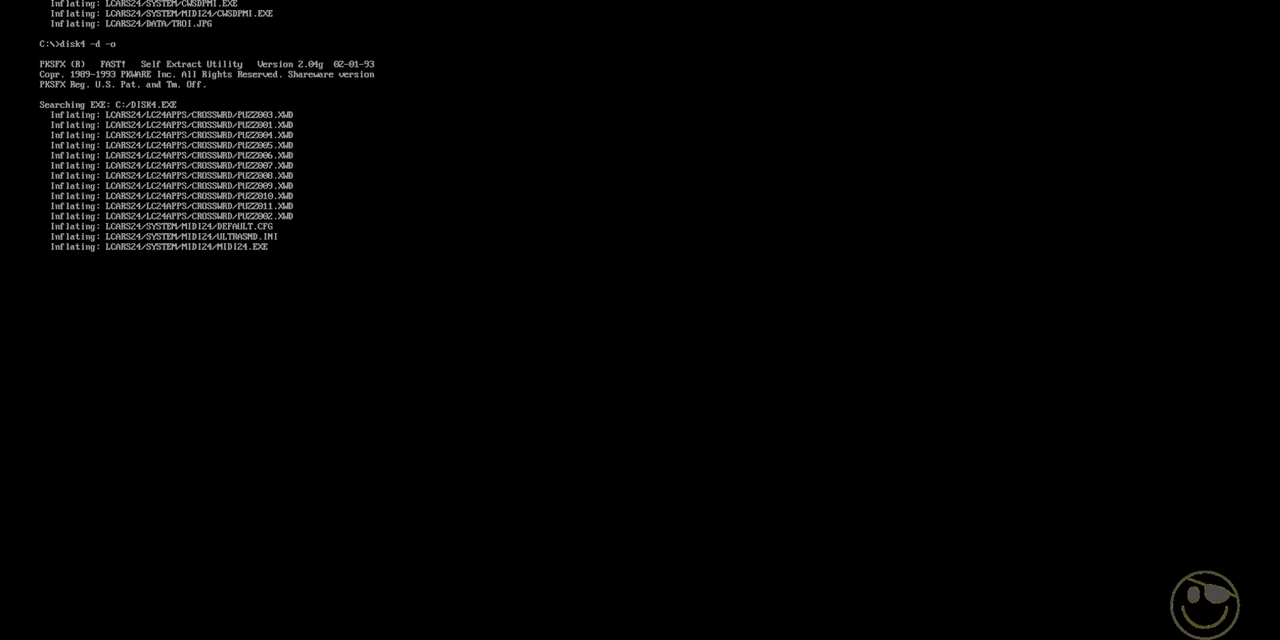 Inflating: LCARS24/SYSTEM/CWSDPMI.EXE
Inflating: LCARS24/SYSTEM/MIDI24/CWSDPMI.EXE
Inflating: LCARS24/DATA/TROI.JPG
C:\>disk4 -d -o
PKSFX (R) FAST! Self Extract Utility Version 2.04g 02-01-93
Copr. 1989-1993 PKWARE Inc. All Rights Reserved. Shareware version
PKSFX Reg. U.S. Pat. and Tm. Off.
Searching EXE: C:/DISK4.EXE
Inflating: LCARS24/LC24APPS/CROSSWRD/PUZZ003.XWD
Inflating: LCARS24/LC24APPS/CROSSWRD/PUZZ001.XWD
Inflating: LCARS24/LC24APPS/CROSSWRD/PUZZ004.XWD
Inflating: LCARS24/LC24APPS/CROSSWRD/PUZZ005.XWD
Inflating: LCARS24/LC24APPS/CROSSWRD/PUZZ006.XWD
Inflating: LCARS24/LC24APPS/CROSSWRD/PUZZ007.XWD
Inflating: LCARS24/LC24APPS/CROSSWRD/PUZZ008.XWD
Inflating: LCARS24/LC24APPS/CROSSWRD/PUZZ009.XWD
Inflating: LCARS24/LC24APPS/CROSSWRD/PUZZ010.XWD
Inflating: LCARS24/LC24APPS/CROSSWRD/PUZZ011.XWD
Inflating: LCARS24/LC24APPS/CROSSWRD/PUZZ002.XWD
Inflating: LCARS24/SYSTEM/MIDI24/DEFAULT.CFG
Inflating: LCARS24/SYSTEM/MIDI24/ULTRASND.INI
Inflating: LCARS24/SYSTEM/MIDI24/MIDI24.EXE